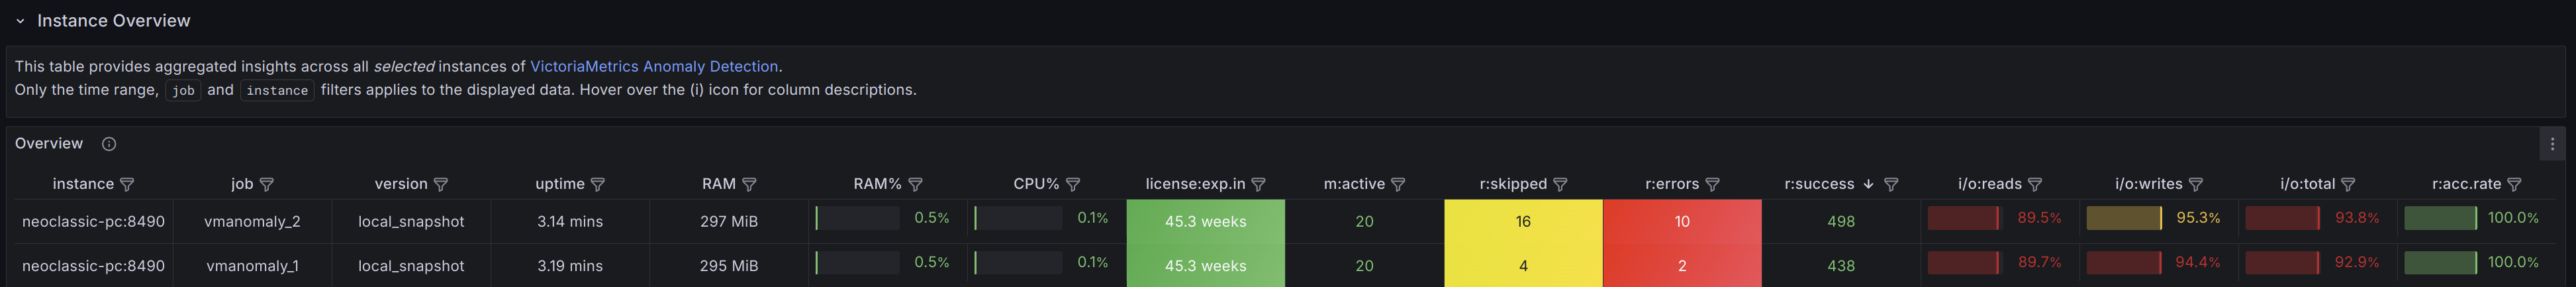 Instance Overview
This table provides aggregated insights across all selected instances of VictoriaMetrics Anomaly Detection.
Only the time range, job and instance filters applies to the displayed data. Hover over the (i) icon for column descriptions.
Overview
instance job version uptime RAM RAM% CPU% license:exp.in m:active r:skipped r:errors r:success i/o:reads i/o:writes i/o:total r:acc.rate
neoclassic-pc:8490 vmanomaly_2 local_snapshot 3.14 mins 297 MiB 0.5% 0.1% 45.3 weeks 20 16 10 498 89.5% 95.3% 93.8% 100.0%
neoclassic-pc:8490 vmanomaly_1 local_snapshot 3.19 mins 295 MiB 0.5% 0.1% 45.3 weeks 20 4 2 438 89.7% 94.4% 92.9% 100.0%